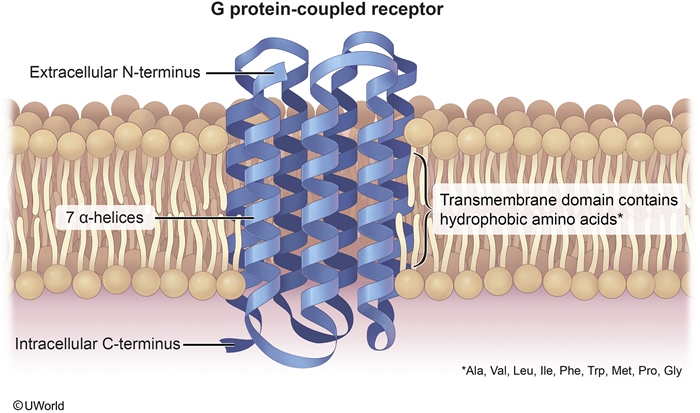 G protein-coupled receptor
Extracellular N-terminus
7 α-helices
Transmembrane domain contains
hydrophobic amino acids*
Intracellular C-terminus
*Ala, Val, Leu, Ile, Phe, Trp, Met, Pro, Gly
©UWorld